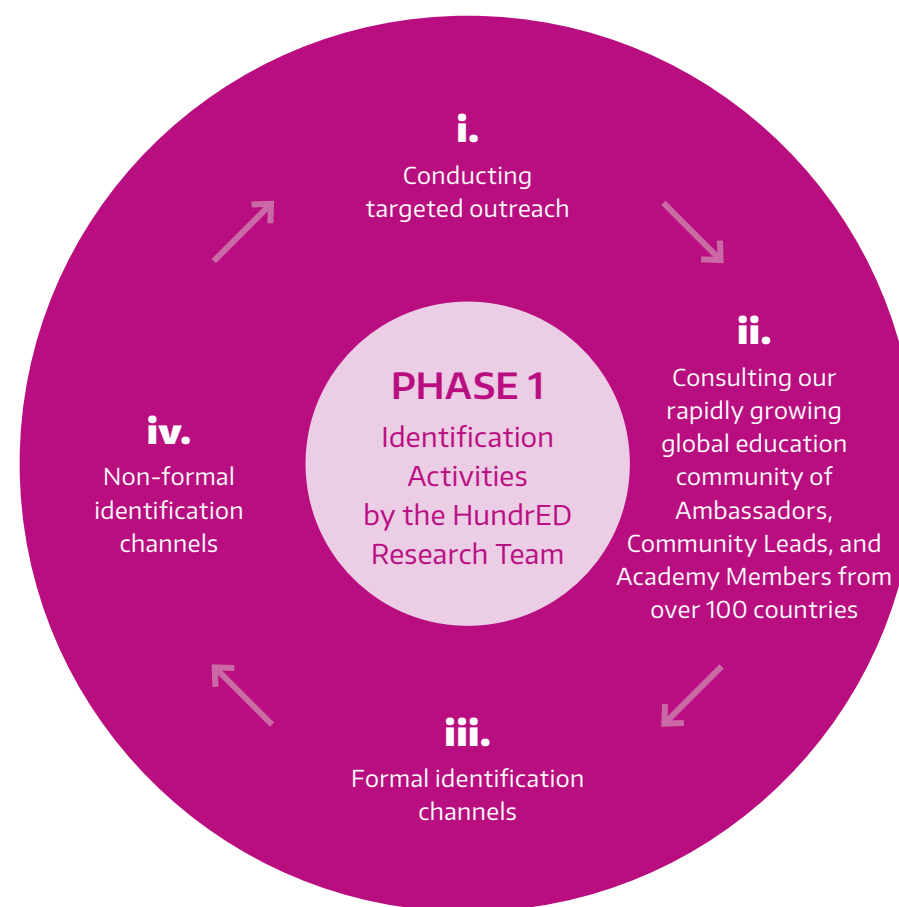 i.
Conducting
targeted outreach
ii.
Consulting our
rapidly growing
global education
community of
Ambassadors,
Community Leads, and
Academy Members from
over 100 countries
PHASE 1
Identification
Activities
by the HundrED
Research Team
iii.
Formal identification
channels
iv.
Non-formal
identification
channels